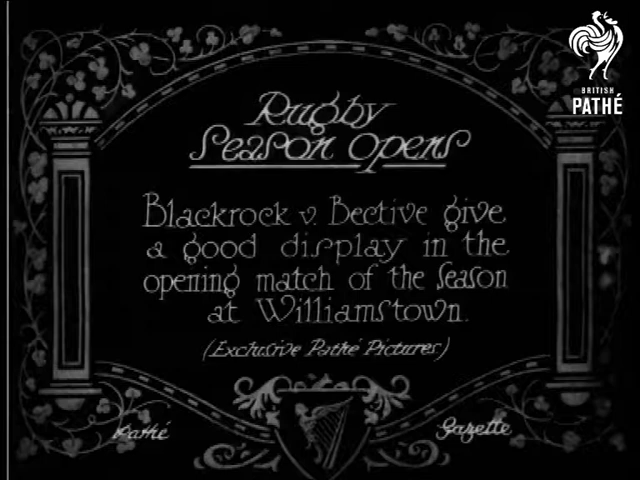 BRITISH
PATHÉ
Rugby
Season Opens
Blackrock v. Bective give
a good display in the
opening match of the season
at Williamstown.
(Exclusive Pathé Pictures)
Pathé
Gazette